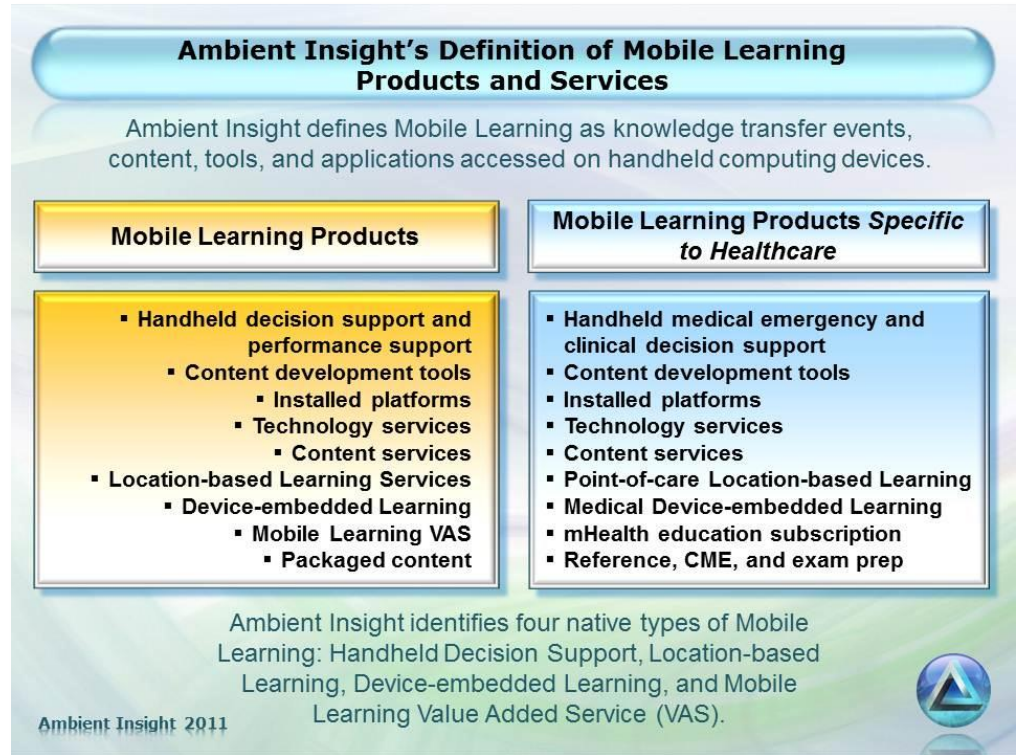 Ambient Insight’s Definition of Mobile Learning
Products and Services
Ambient Insight defines Mobile Learning as knowledge transfer events,
content, tools, and applications accessed on handheld computing devices.
Mobile Learning Products
▪ Handheld decision support and
performance support
▪ Content development tools
▪ Installed platforms
▪ Technology services
▪ Content services
▪ Location-based Learning Services
▪ Device-embedded Learning
▪ Mobile Learning VAS
▪ Packaged content
Mobile Learning Products Specific
to Healthcare
▪ Handheld medical emergency and
clinical decision support
▪ Content development tools
▪ Installed platforms
▪ Technology services
▪ Content services
▪ Point-of-care Location-based Learning
▪ Medical Device-embedded Learning
▪ mHealth education subscription
▪ Reference, CME, and exam prep
Ambient Insight identifies four native types of Mobile
Learning: Handheld Decision Support, Location-based
Learning, Device-embedded Learning, and Mobile
Learning Value Added Service (VAS).
Ambient Insight 2011